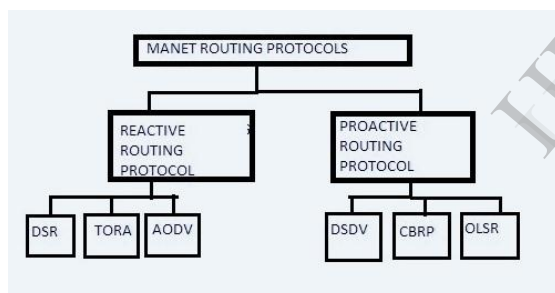 MANET ROUTING PROTOCOLS
REACTIVE
ROUTING
PROTOCOL
PROACTIVE
ROUTING
PROTOCOL
DSR
TORA
AODV
DSDV
CBRP
OLSR